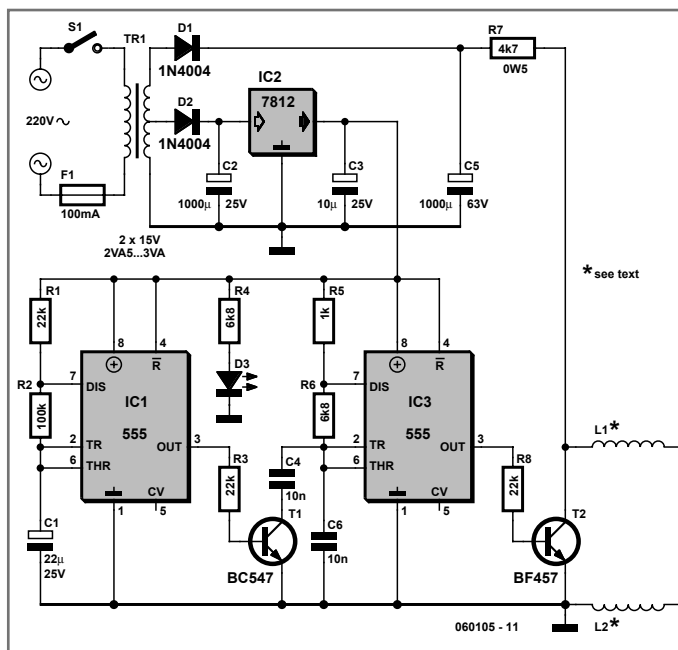 S1
TR1
D1
1N4004
R7
4k7
0W5
IC2
7812
D2
1N4004
220V ~
F1
100mA
C2
1000µ
25V
C3
10µ
25V
C5
1000µ
63V
2 x 15V
2VA5...3VA
*see text
R1
22k
R4
6k8
R5
1k
8
4
R
8
4
R
D3
7
DIS
R2
100k
IC1
555
2
TR
6
THR
OUT
3
R3
22k
CV
1
5
7
DIS
R6
6k8
IC3
555
2
TR
6
THR
OUT
3
R8
22k
CV
1
5
L1*
C4
10n
C1
22µ
25V
T1
BC547
C6
10n
T2
BF457
060105 - 11
L2*